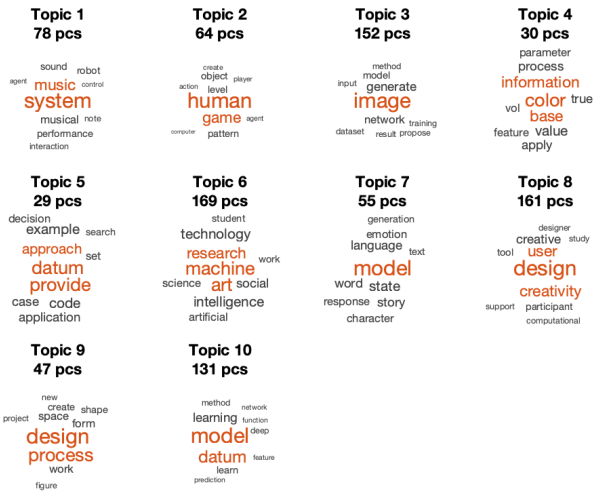 Topic 1
78 pcs
sound
robot
agent
music
control
system
musical
note
performance
interaction
Topic 2
64 pcs
create
object
player
action
level
human
game
agent
computer
pattern
Topic 3
152 pcs
method
model
input
generate
image
network
training
dataset
result
propose
Topic 4
30 pcs
parameter
process
information
color
true
vol
base
feature
value
apply
Topic 5
29 pcs
decision
example
search
approach
set
datum
provide
case
code
application
Topic 6
169 pcs
student
technology
research
work
machine
science
art
social
intelligence
artificial
Topic 7
55 pcs
generation
emotion
language
text
model
word
state
response
story
character
Topic 8
161 pcs
designer
creative
study
tool
user
design
creativity
support
participant
computational
Topic 9
47 pcs
new
create
shape
project
space
form
design
process
work
figure
Topic 10
131 pcs
method
network
learning
function
model
deep
datum
feature
learn
prediction